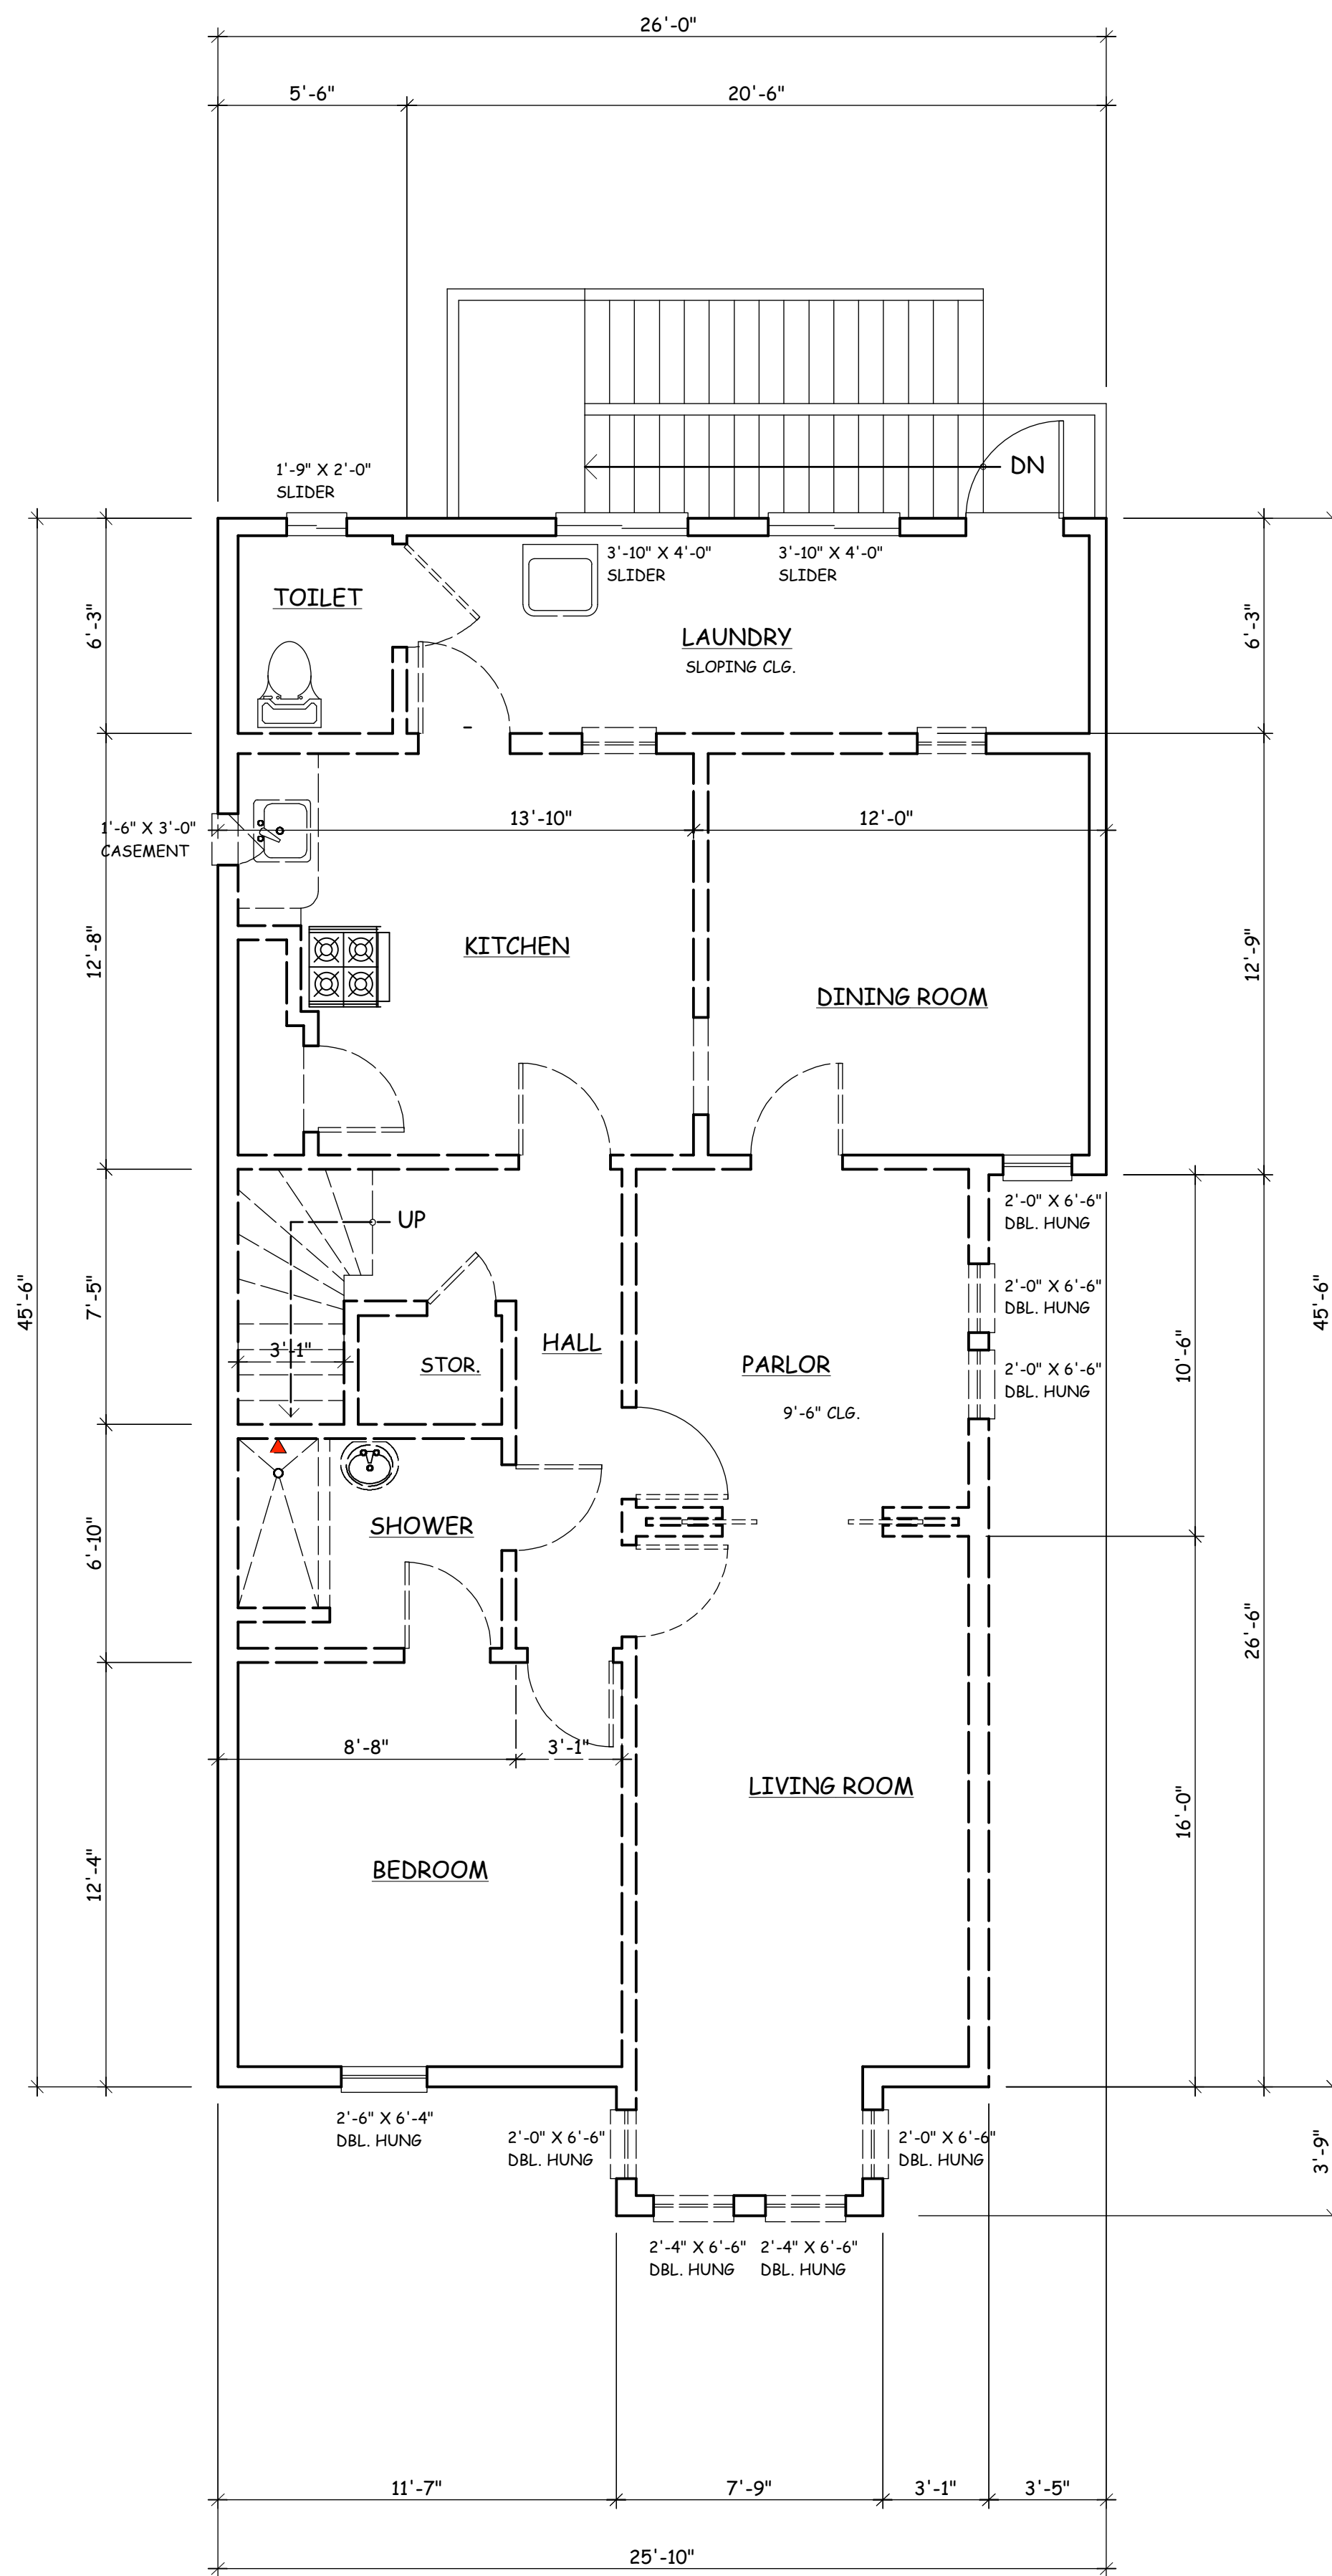 26'-0"
5'-6"
20'-6"
DN
1'-9" X 2'-0"
SLIDER
3'-10" X 4'-0"
SLIDER
3'-10" X 4'-0"
SLIDER
TOILET
LAUNDRY
SLOPING CLG.
6'-3"
6'-3"
1'-6" X 3'-0"
CASEMENT
13'-10"
12'-0"
12'-8"
KITCHEN
12'-9"
DINING ROOM
UP
2'-0" X 6'-6"
DBL. HUNG
2'-0" X 6'-6"
DBL. HUNG
45'-6"
7'-5"
45'-6"
3'-1"
STOR.
HALL
PARLOR
9'-6" CLG.
2'-0" X 6'-6"
DBL. HUNG
10'-6"
6'-10"
SHOWER
26'-6"
8'-8"
3'-1"
LIVING ROOM
16'-0"
12'-4"
BEDROOM
2'-6" X 6'-4"
DBL. HUNG
2'-0" X 6'-6"
DBL. HUNG
2'-0" X 6'-6"
DBL. HUNG
3'-9"
2'-4" X 6'-6"
DBL. HUNG
2'-4" X 6'-6"
DBL. HUNG
11'-7"
7'-9"
3'-1"
3'-5"
25'-10"